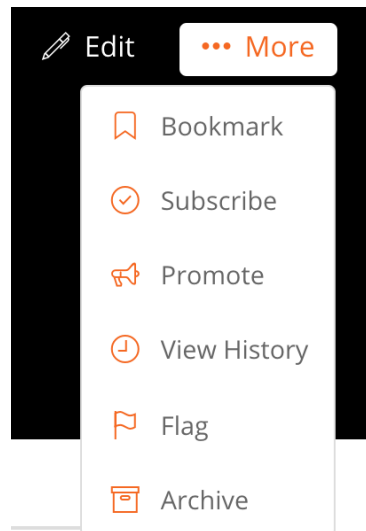 Edit
••• More
Bookmark
Subscribe
Promote
View History
Flag
Archive